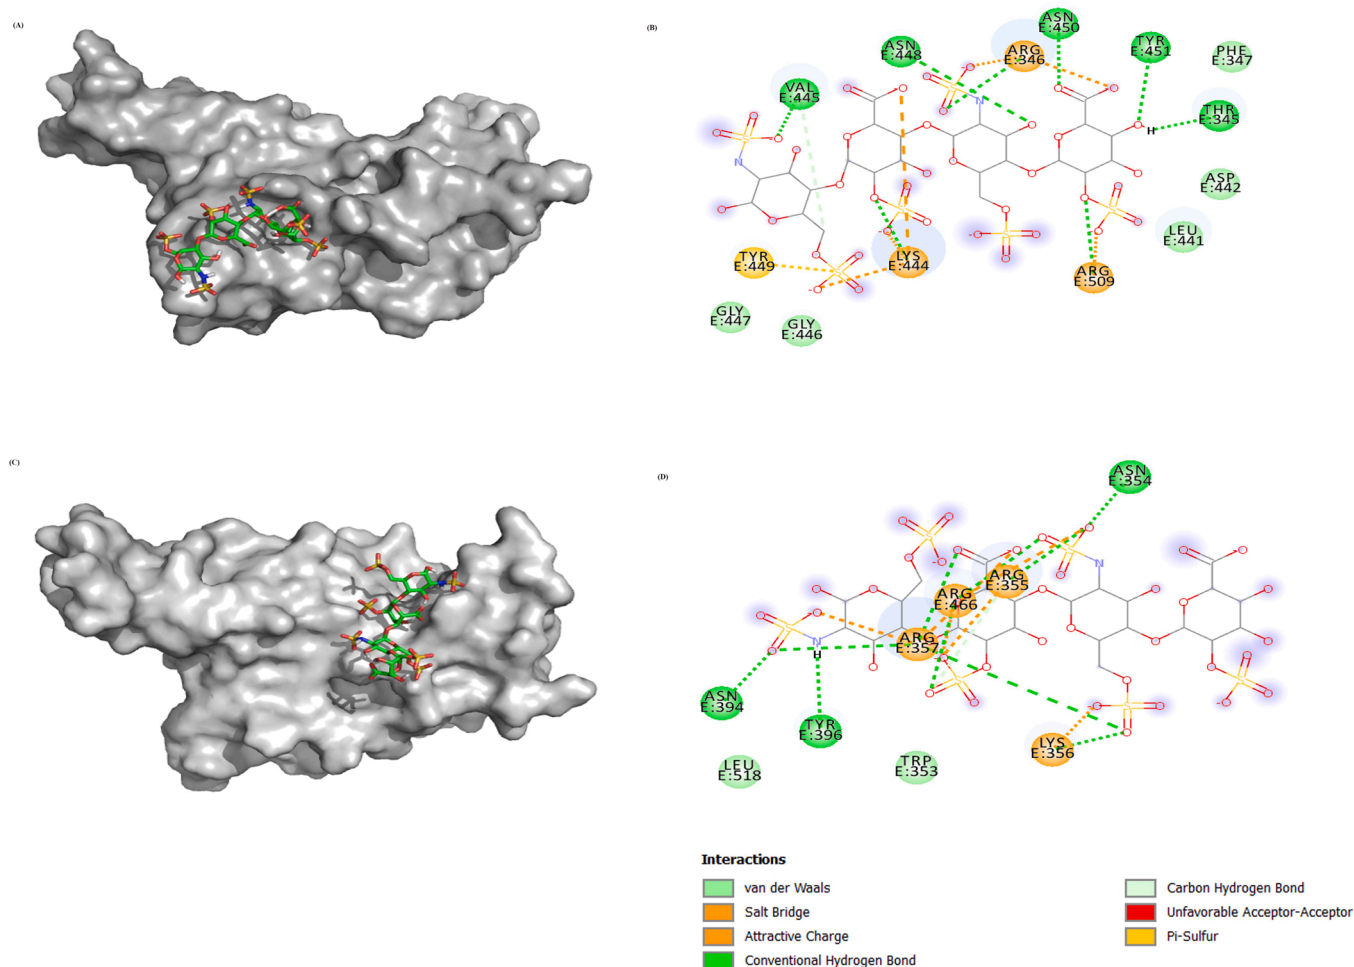 (A)
(B)
ASN
E:448
ARG
E:346
ASN
E:450
TYR
E:451
PHE
E:347
VAL
E:445
THR
E:345
H
N
N
ASP
E:442
LEU
E:441
TYR
E:449
LYS
E:444
ARG
E:509
GLY
E:447
GLY
E:446
(C)
(D)
ASN
E:354
ARG
E:355
ARG
E:466
ARG
E:357
N
N
H
ASN
E:394
TYR
E:396
LYS
E:356
LEU
E:518
TRP
E:353
Interactions
van der Waals
Salt Bridge
Attractive Charge
Conventional Hydrogen Bond
Carbon Hydrogen Bond
Unfavorable Acceptor-Acceptor
Pi-Sulfur